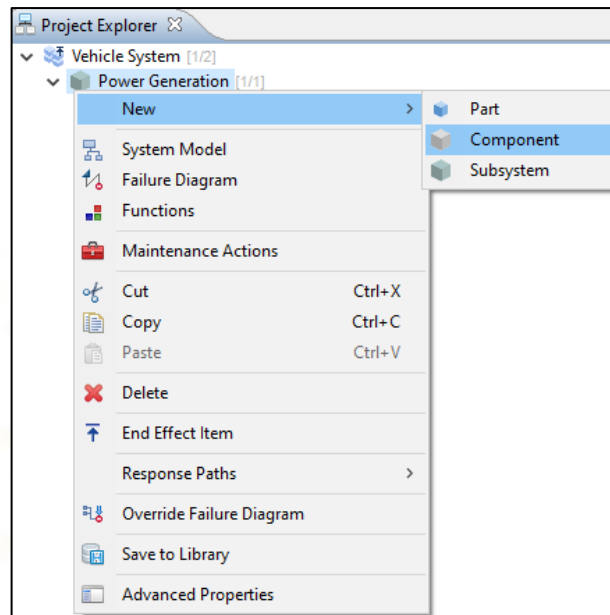 Project Explorer
Vehicle System [1/2]
Power Generation [1/1]
New
Part
Component
Subsystem
System Model
Failure Diagram
Functions
Maintenance Actions
Cut Ctrl+X
Copy Ctrl+C
Paste Ctrl+V
Delete
End Effect Item
Response Paths
Override Failure Diagram
Save to Library
Advanced Properties